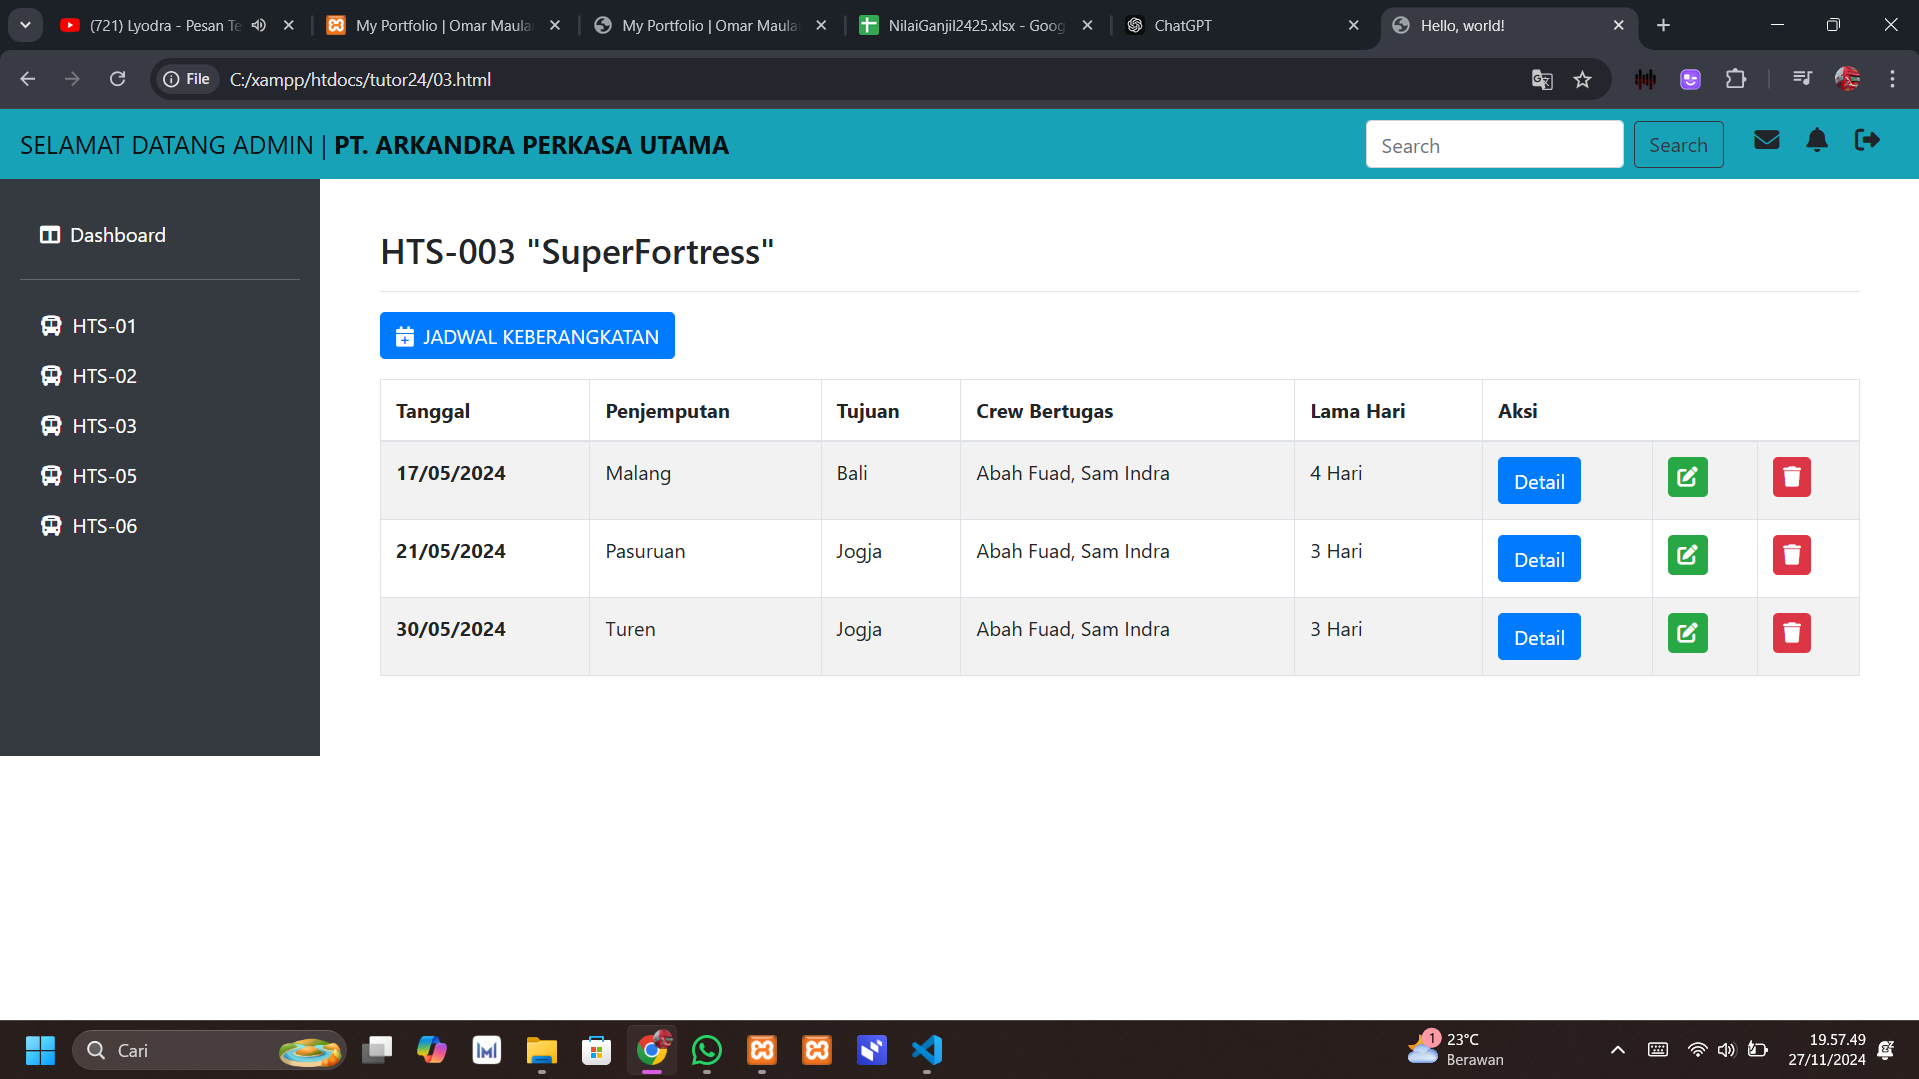 (721) Lyodra - Pesan Te
My Portfolio | Omar Maula
My Portfolio | Omar Maula
NilaiGanjil2425.xlsx - Goog
ChatGPT
Hello, world!
File
C:/xampp/htdocs/tutor24/03.html
SELAMAT DATANG ADMIN | PT. ARKANDRA PERKASA UTAMA
Search
Search
Dashboard
HTS-01
HTS-02
HTS-03
HTS-05
HTS-06
HTS-003 "SuperFortress"
JADWAL KEBERANGKATAN
Tanggal Penjemputan Tujuan Crew Bertugas Lama Hari Aksi
17/05/2024 Malang Bali Abah Fuad, Sam Indra 4 Hari Detail
21/05/2024 Pasuruan Jogja Abah Fuad, Sam Indra 3 Hari Detail
30/05/2024 Turen Jogja Abah Fuad, Sam Indra 3 Hari Detail
Cari
1
23°C
Berawan
19.57.49
27/11/2024